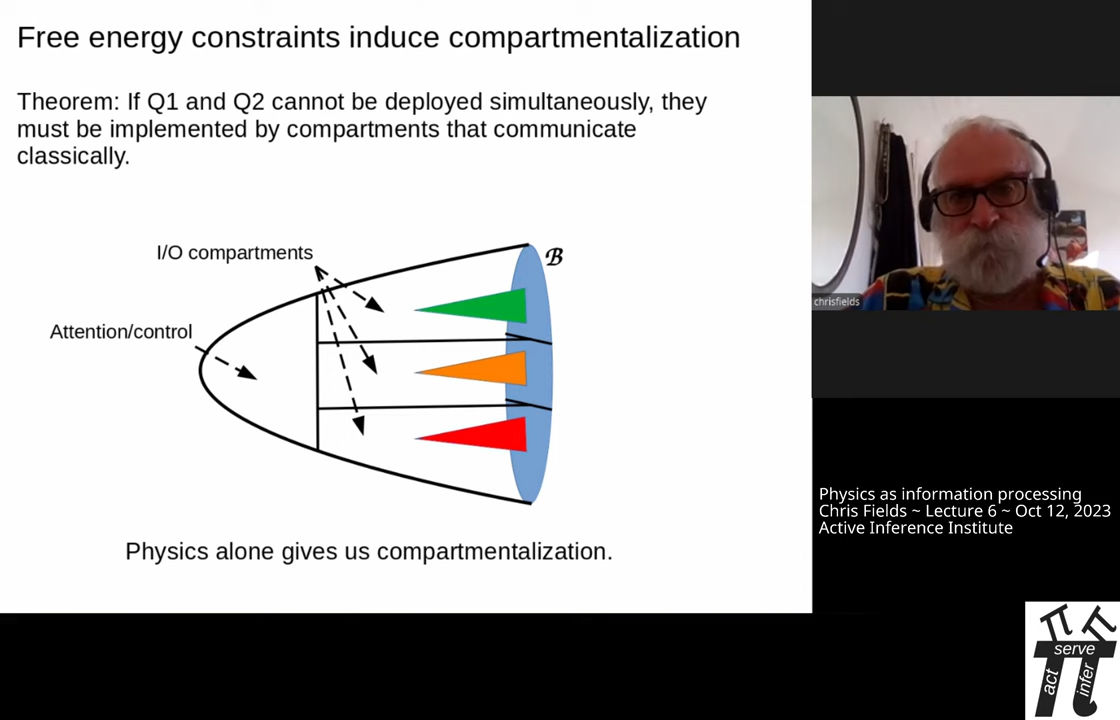 Free energy constraints induce compartmentalization
Theorem: If Q1 and Q2 cannot be deployed simultaneously, they
must be implemented by compartments that communicate
classically.
I/O compartments
ℬ
Attention/control
Physics alone gives us compartmentalization.
chrisfields
Physics as information processing
Chris Fields ~ Lecture 6 ~ Oct 12, 2023
Active Inference Institute
π π
serve
π
act
infer